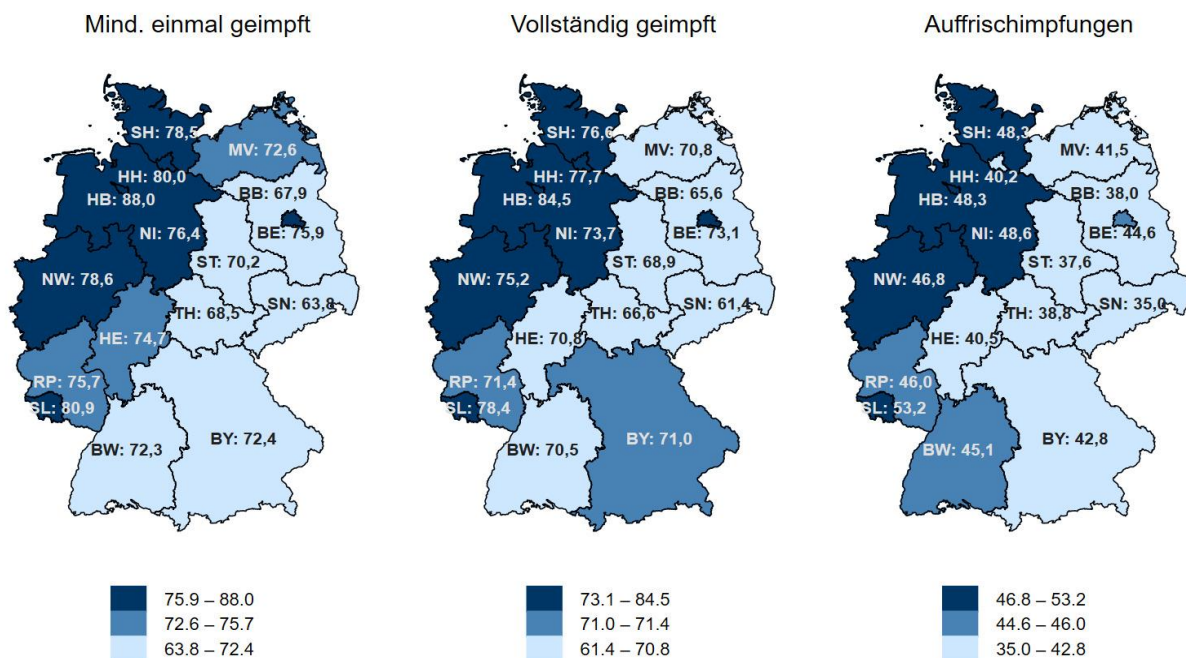 Mind. einmal geimpft
SH: 78,5
MV: 72,6
HH: 80,0
BB: 67,9
HB: 88,0
NI: 76,4
BE: 75,9
ST: 70,2
NW: 78,6
SN: 63,8
TH: 68,5
HE: 74,7
RP: 75,7
SL: 80,9
BW: 72,3
BY: 72,4
75.9 – 88.0
72.6 – 75.7
63.8 – 72.4
Vollständig geimpft
SH: 76,6
MV: 70,8
HH: 77,7
BB: 65,6
HB: 84,5
NI: 73,7
BE: 73,1
ST: 68,9
NW: 75,2
SN: 61,4
TH: 66,6
HE: 70,8
RP: 71,4
SL: 78,4
BW: 70,5
BY: 71,0
73.1 – 84.5
71.0 – 71.4
61.4 – 70.8
Auffrischimpfungen
SH: 48,3
MV: 41,5
HH: 40,2
BB: 38,0
HB: 48,3
NI: 48,6
BE: 44,6
ST: 37,6
NW: 46,8
SN: 35,0
TH: 38,8
HE: 40,5
RP: 46,0
SL: 53,2
BW: 45,1
BY: 42,8
46.8 – 53.2
44.6 – 46.0
35.0 – 42.8